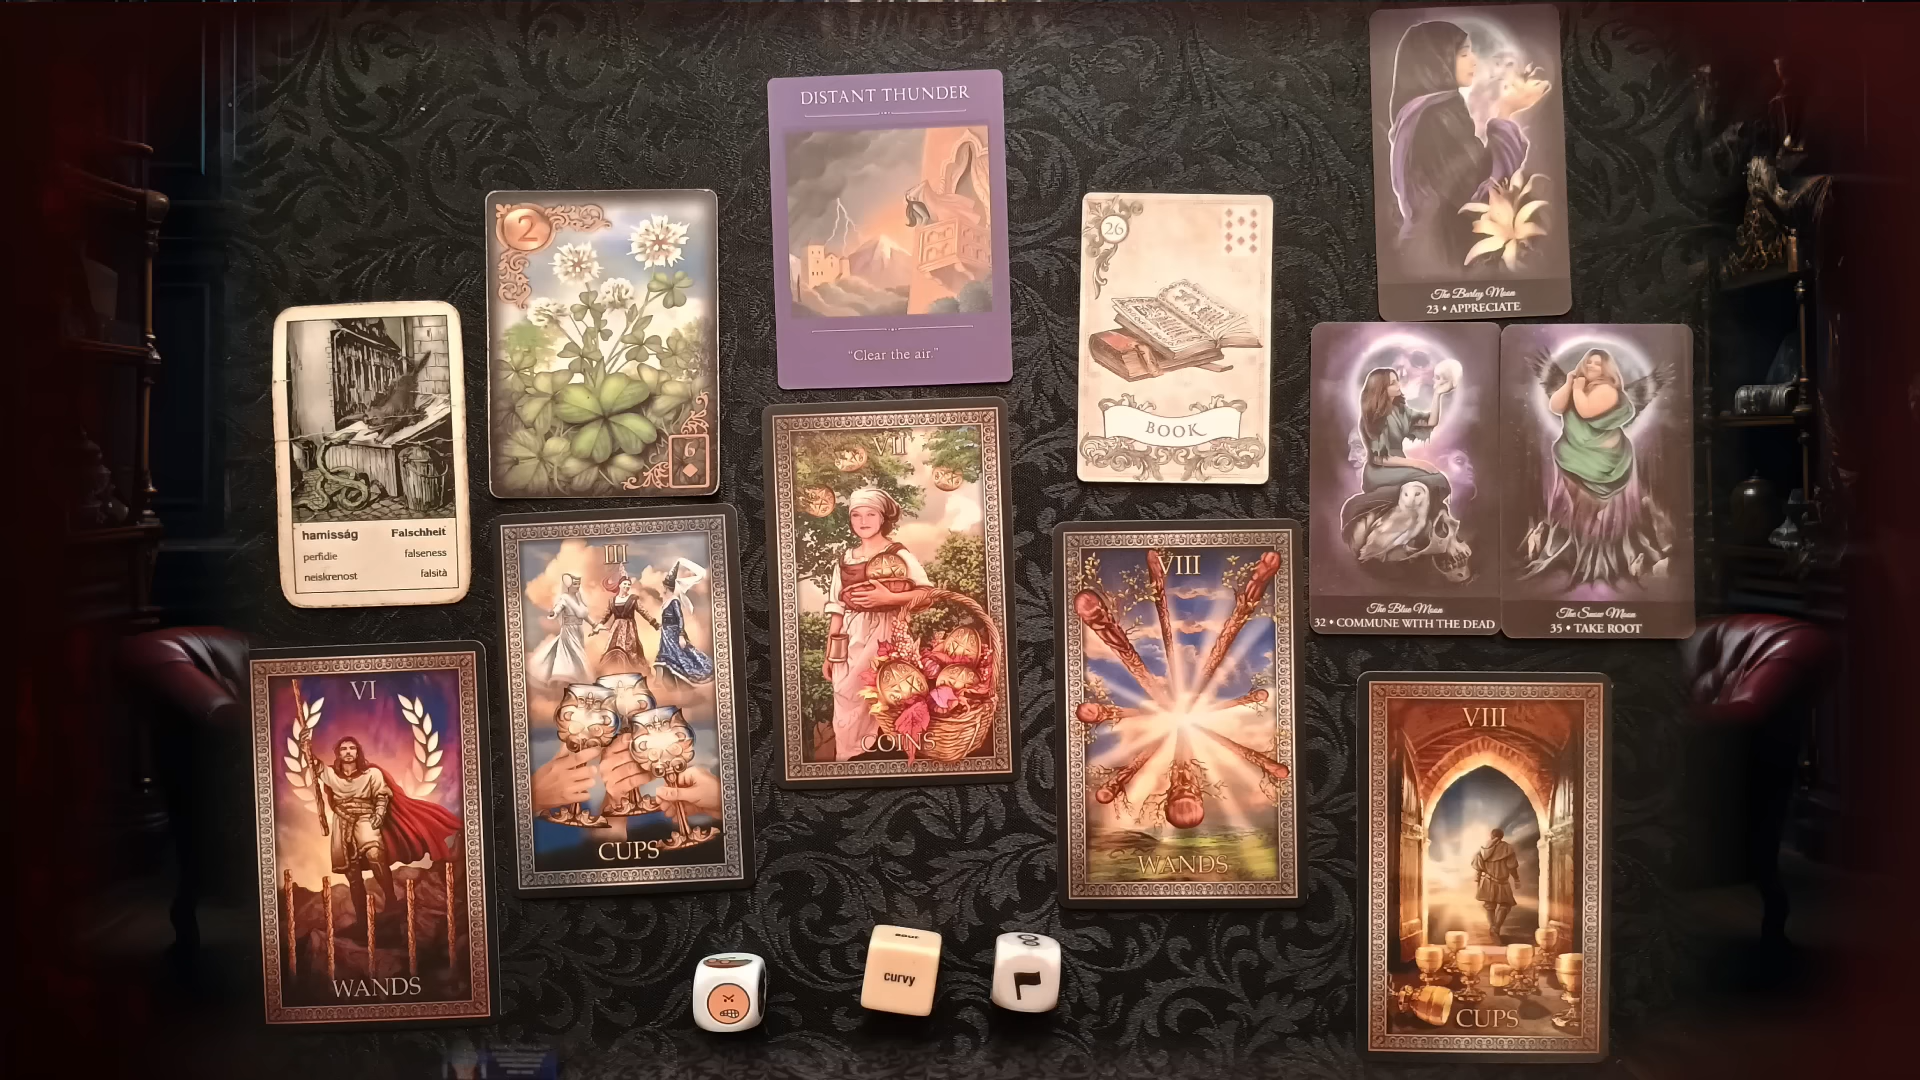 hamisság Falschheit
perfidie falseness
neiskrenost falsità
VI
WANDS
2
6
III
CUPS
DISTANT THUNDER
"Clear the air."
VII
COINS
26
BOOK
VIII
WANDS
The Barley Moon
23 • APPRECIATE
The Blue Moon
32 • COMMUNE WITH THE DEAD
The Snow Moon
35 • TAKE ROOT
VIII
CUPS
curvy
8